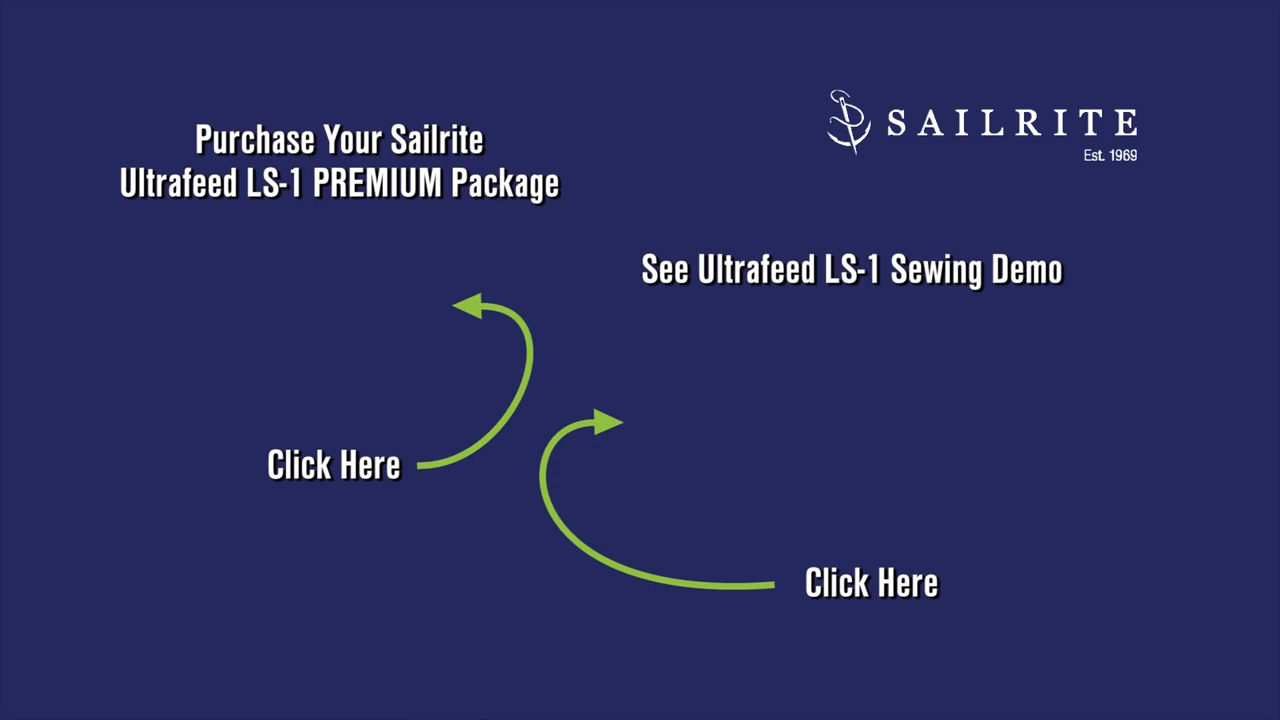 Purchase Your Sailrite
Ultrafeed LS-1 PREMIUM Package
SAILRITE
Est. 1969
See Ultrafeed LS-1 Sewing Demo
Click Here
Click Here